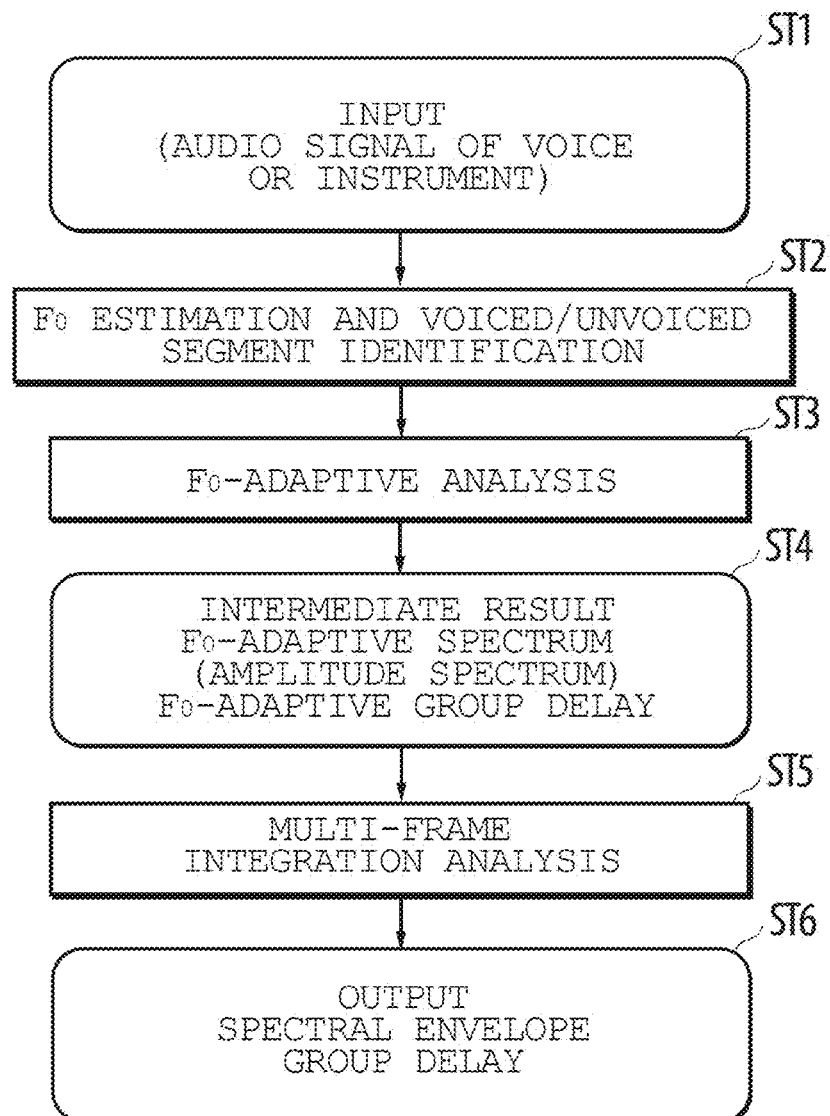 ST1
INPUT
(AUDIO SIGNAL OF VOICE
OR INSTRUMENT)
ST2
F0 ESTIMATION AND VOICED/UNVOICED
SEGMENT IDENTIFICATION
ST3
F0-ADAPTIVE ANALYSIS
ST4
INTERMEDIATE RESULT
F0-ADAPTIVE SPECTRUM
(AMPLITUDE SPECTRUM)
F0-ADAPTIVE GROUP DELAY
ST5
MULTI-FRAME
INTEGRATION ANALYSIS
ST6
OUTPUT
SPECTRAL ENVELOPE
GROUP DELAY